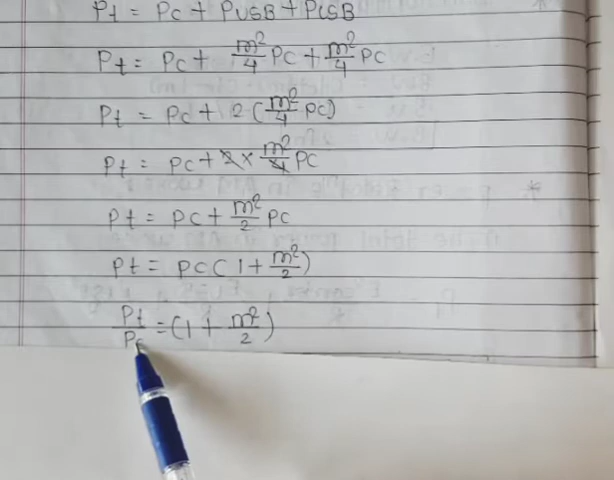 Pt = Pc + PUSB + PLSB
Pt = Pc + m²/4 Pc + m²/4 Pc
Pt = Pc + 2 (m²/4 Pc)
Pt = Pc + 2 × m²/4 Pc
Pt = Pc + m²/2 Pc
Pt = Pc (1 + m²/2)
Pt/Pc = (1 + m²/2)